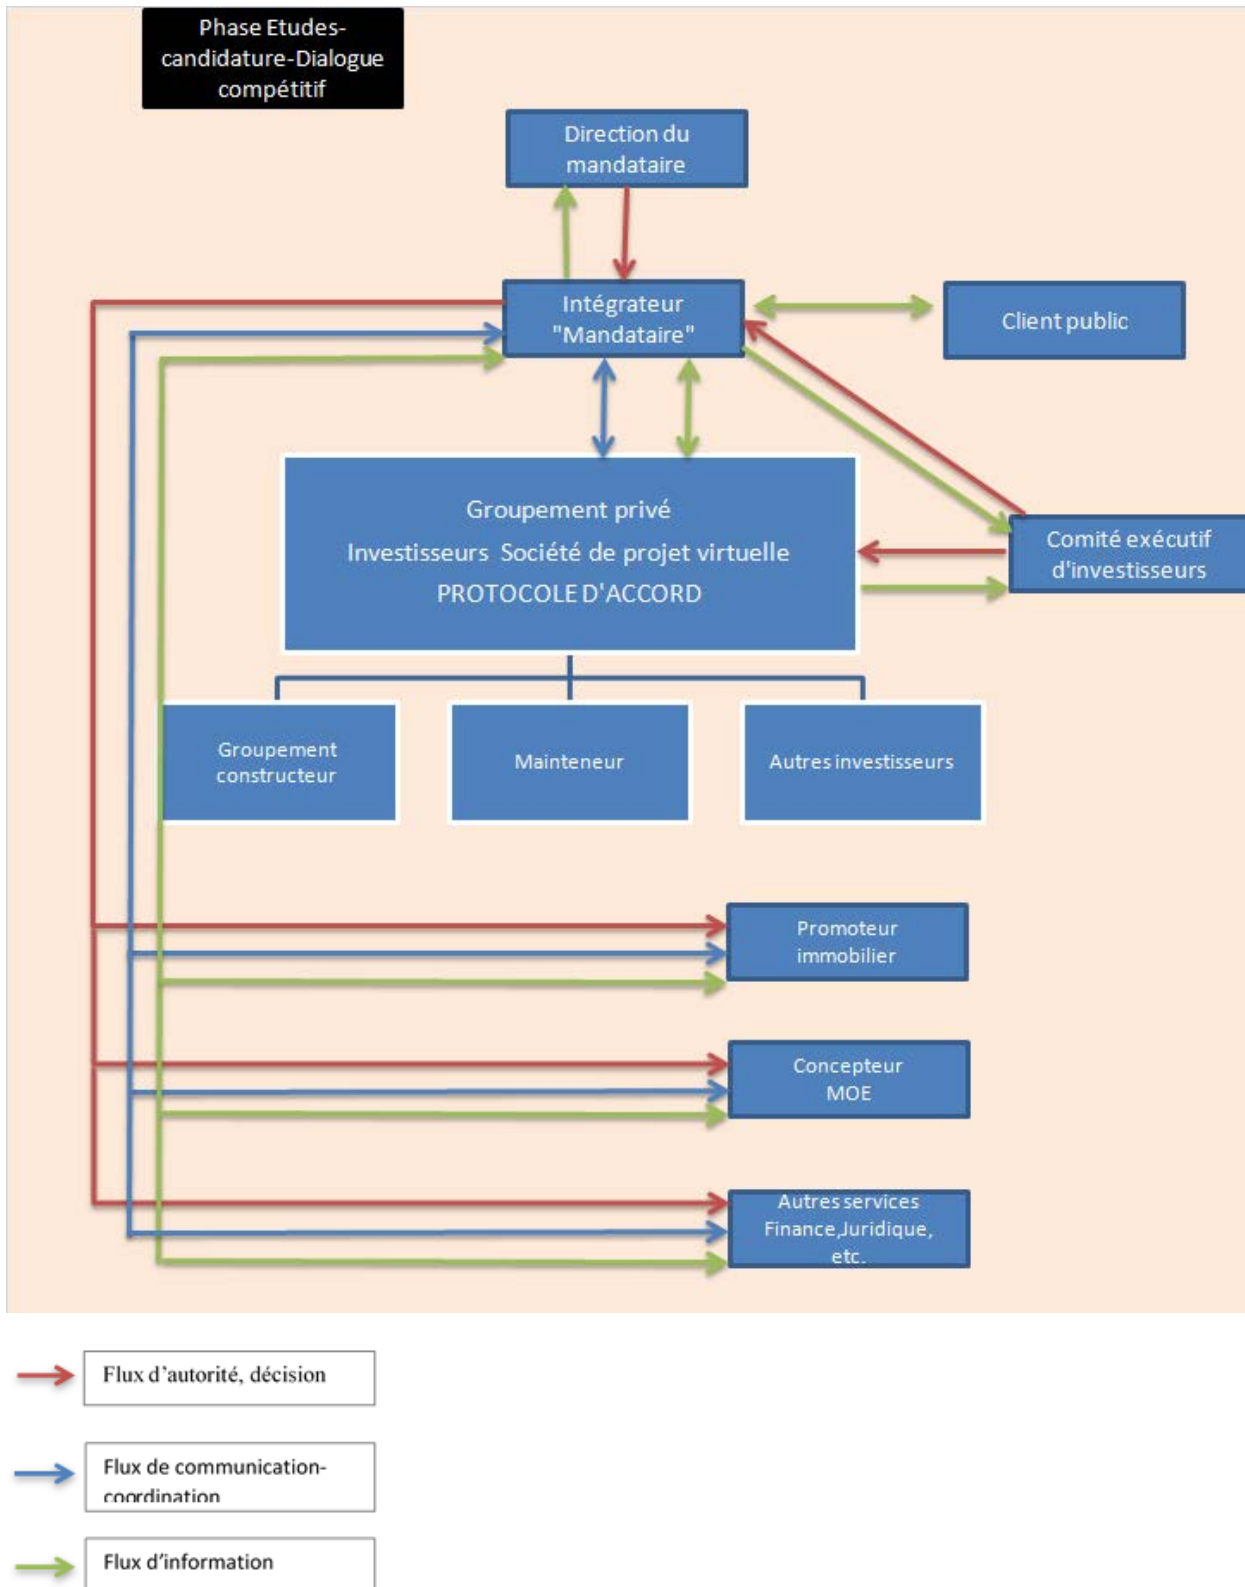 Phase Etudes-
candidature-Dialogue
compétitif
Direction du
mandataire
Intégrateur
"Mandataire"
Client public
Groupement privé
Investisseurs Société de projet virtuelle
PROTOCOLE D'ACCORD
Comité exécutif
d'investisseurs
Groupement
constructeur
Mainteneur
Autres investisseurs
Promoteur
immobilier
Concepteur
MOE
Autres services
Finance,Juridique,
etc.
Flux d’autorité, décision
Flux de communication-
coordination
Flux d’information